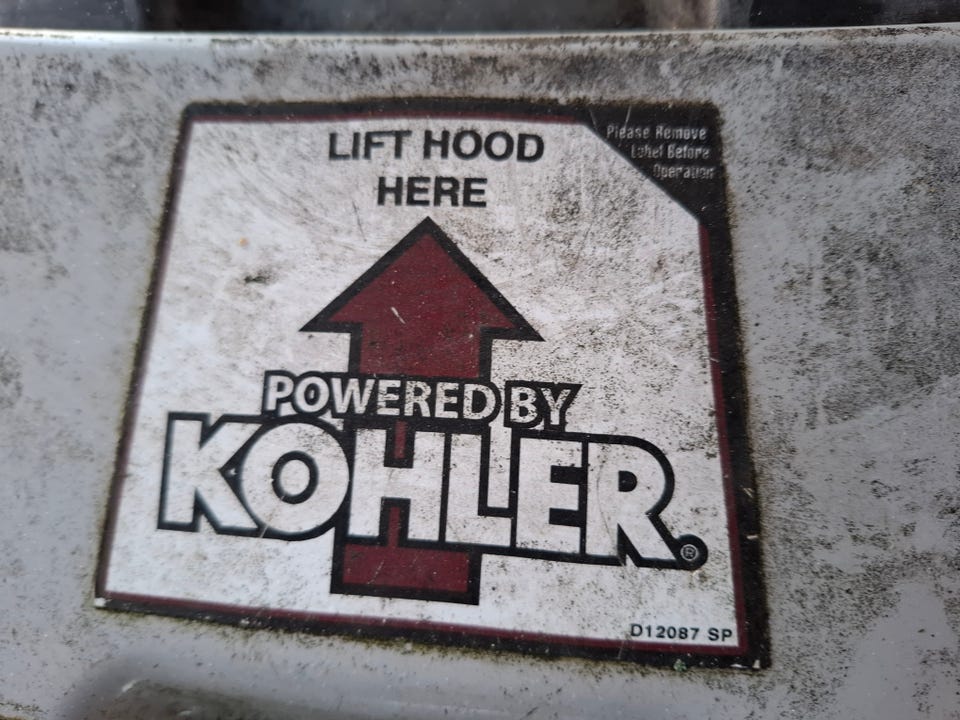 LIFT HOOD
HERE
Please Remove
Label Before
Operation
POWERED BY
KOHLER®
D12087 SP